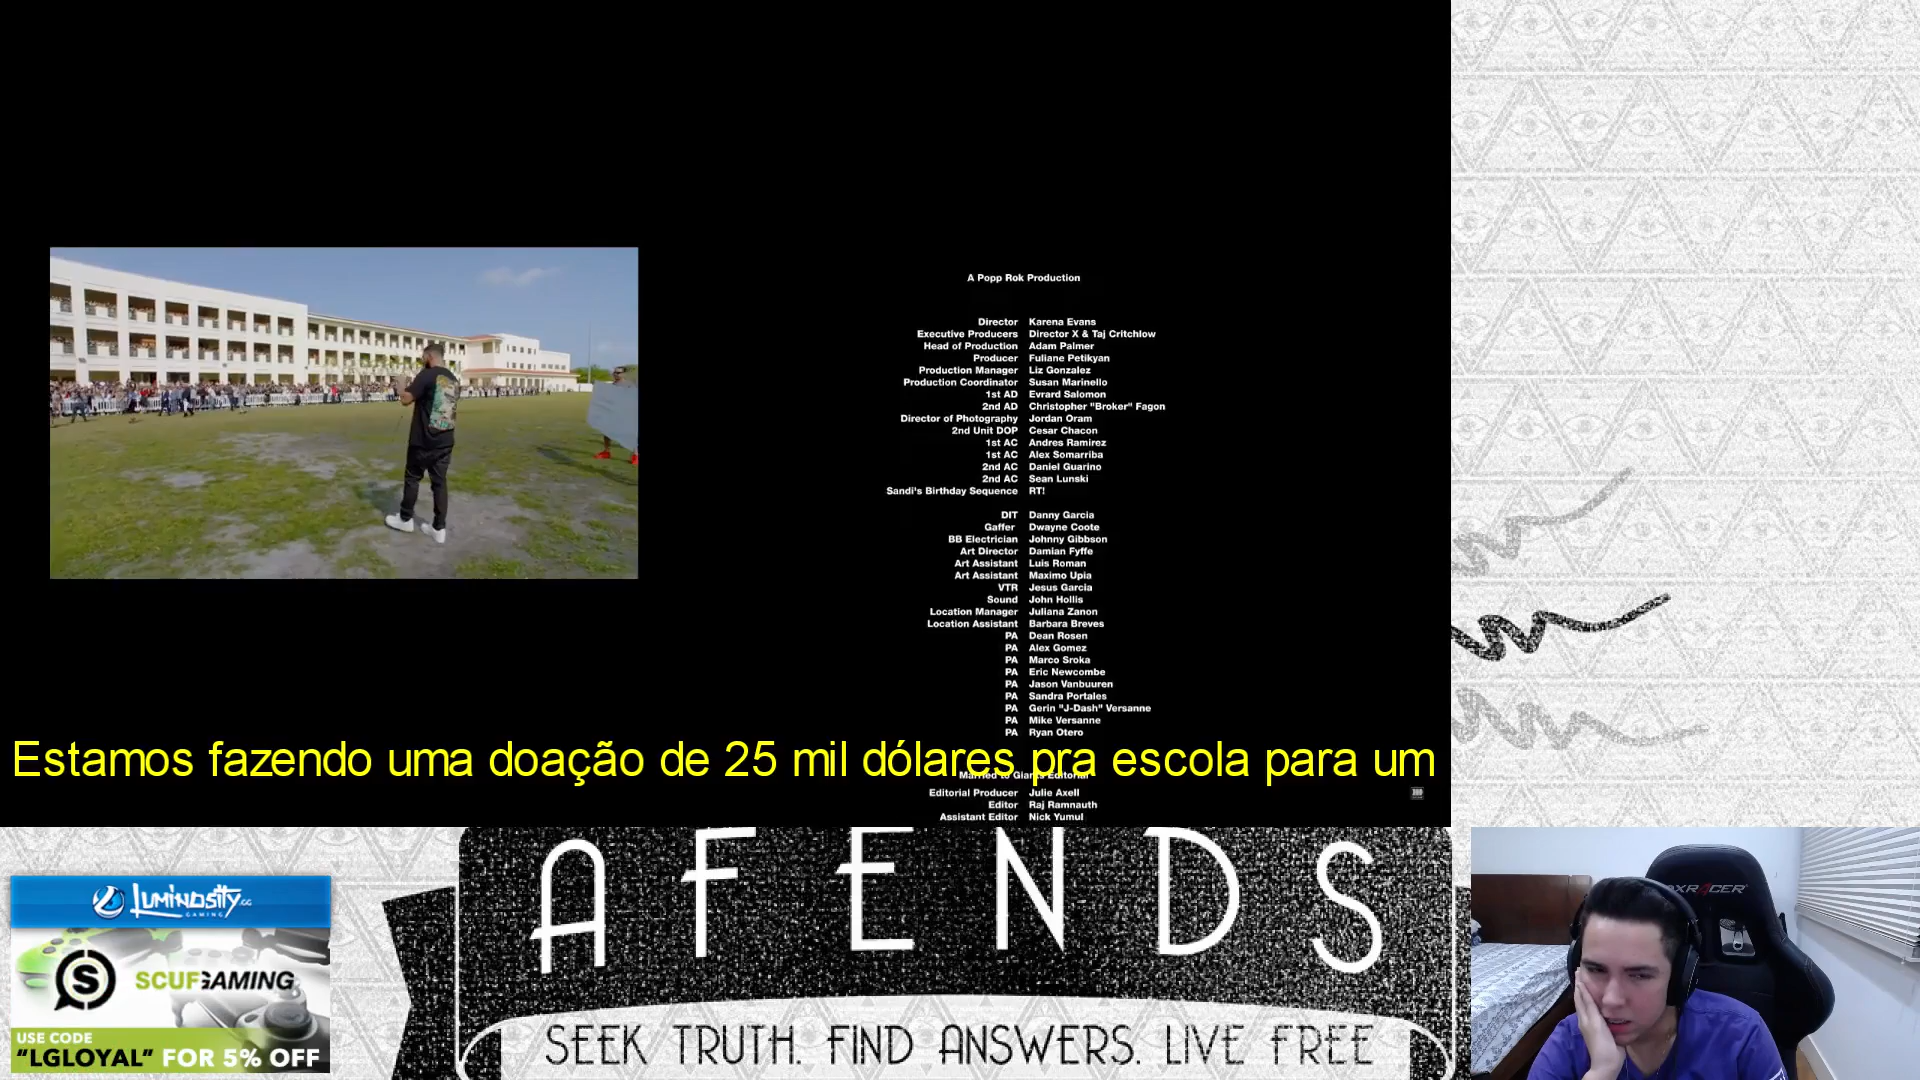 A Popp Rok Production
Director Karena Evans
Executive Producers Director X & Taj Critchlow
Head of Production Adam Palmer
Producer Fuliane Petikyan
Production Manager Liz Gonzalez
Production Coordinator Susan Marinello
1st AD Evrard Salomon
2nd AD Christopher "Broker" Fagon
Director of Photography Jordan Oram
2nd Unit DOP Cesar Chacon
1st AC Andres Ramirez
1st AC Alex Somarriba
2nd AC Daniel Guarino
2nd AC Sean Lunski
Sandi's Birthday Sequence RT!
DIT Danny Garcia
Gaffer Dwayne Coote
BB Electrician Johnny Gibbson
Art Director Damian Fyffe
Art Assistant Luis Roman
Art Assistant Maximo Upia
VTR Jesus Garcia
Sound John Hollis
Location Manager Juliana Zanon
Location Assistant Barbara Breves
PA Dean Rosen
PA Alex Gomez
PA Marco Sroka
PA Eric Newcombe
PA Jason Vanbuuren
PA Sandra Portales
PA Gerin "J-Dash" Versanne
PA Mike Versanne
PA Ryan Otero
Estamos fazendo uma doação de 25 mil dólares pra escola para um
Married to Giants Editorial
Editorial Producer Julie Axell
Editor Raj Ramnauth
Assistant Editor Nick Yumul
AFENDS
SEEK TRUTH. FIND ANSWERS. LIVE FREE
LUMINOSITY.CC
GAMING
SCUFGAMING
USE CODE
"LGLOYAL" FOR 5% OFF
DXRACER